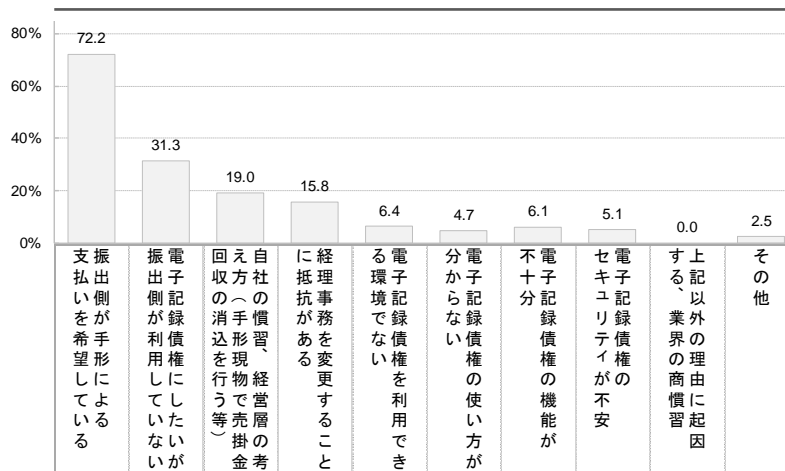 80%
60%
40%
20%
0%
72.2
31.3
19.0
15.8
6.4
4.7
6.1
5.1
0.0
2.5
振出側が手形による
支払いを希望している
電子記録債権にしたいが
振出側が利用していない
自社の慣習、経営層の考
え方（手形現物で売掛金
回収の消込を行う等）
経理事務を変更すること
に抵抗がある
電子記録債権を利用でき
る環境でない
電子記録債権の使い方が
分からない
電子記録債権の機能が
不十分
電子記録債権の
セキュリティが不安
上記以外の理由に起因
する、業界の商慣習
その他